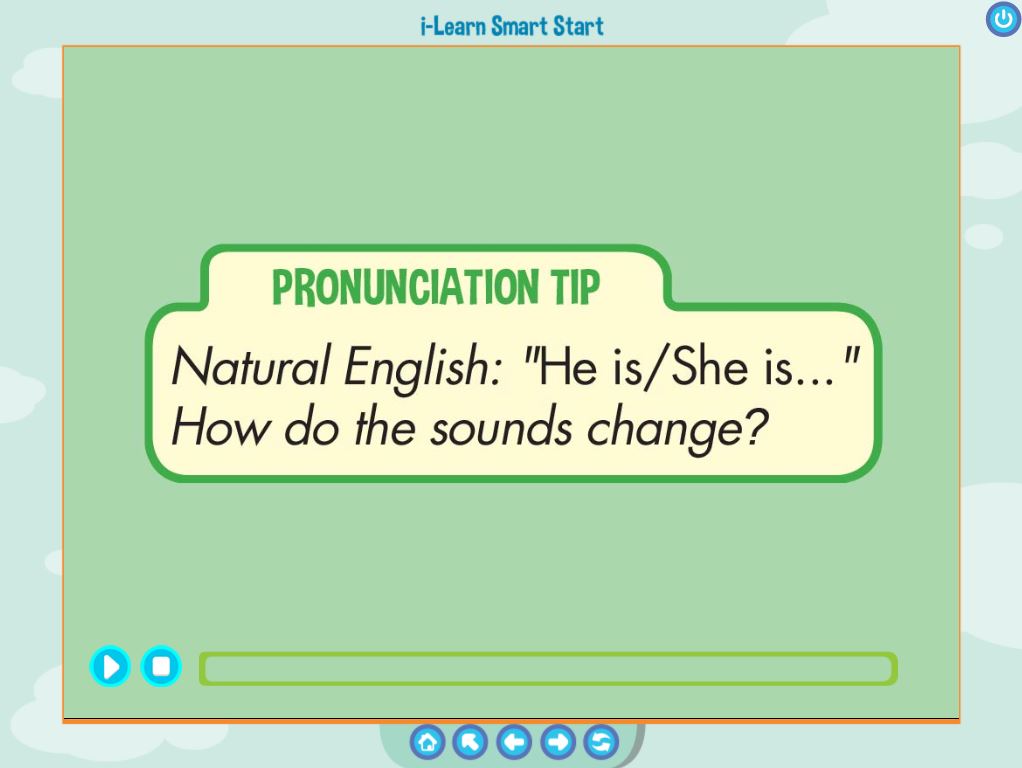 i-Learn Smart Start
PRONUNCIATION TIP
Natural English: "He is/She is..."
How do the sounds change?